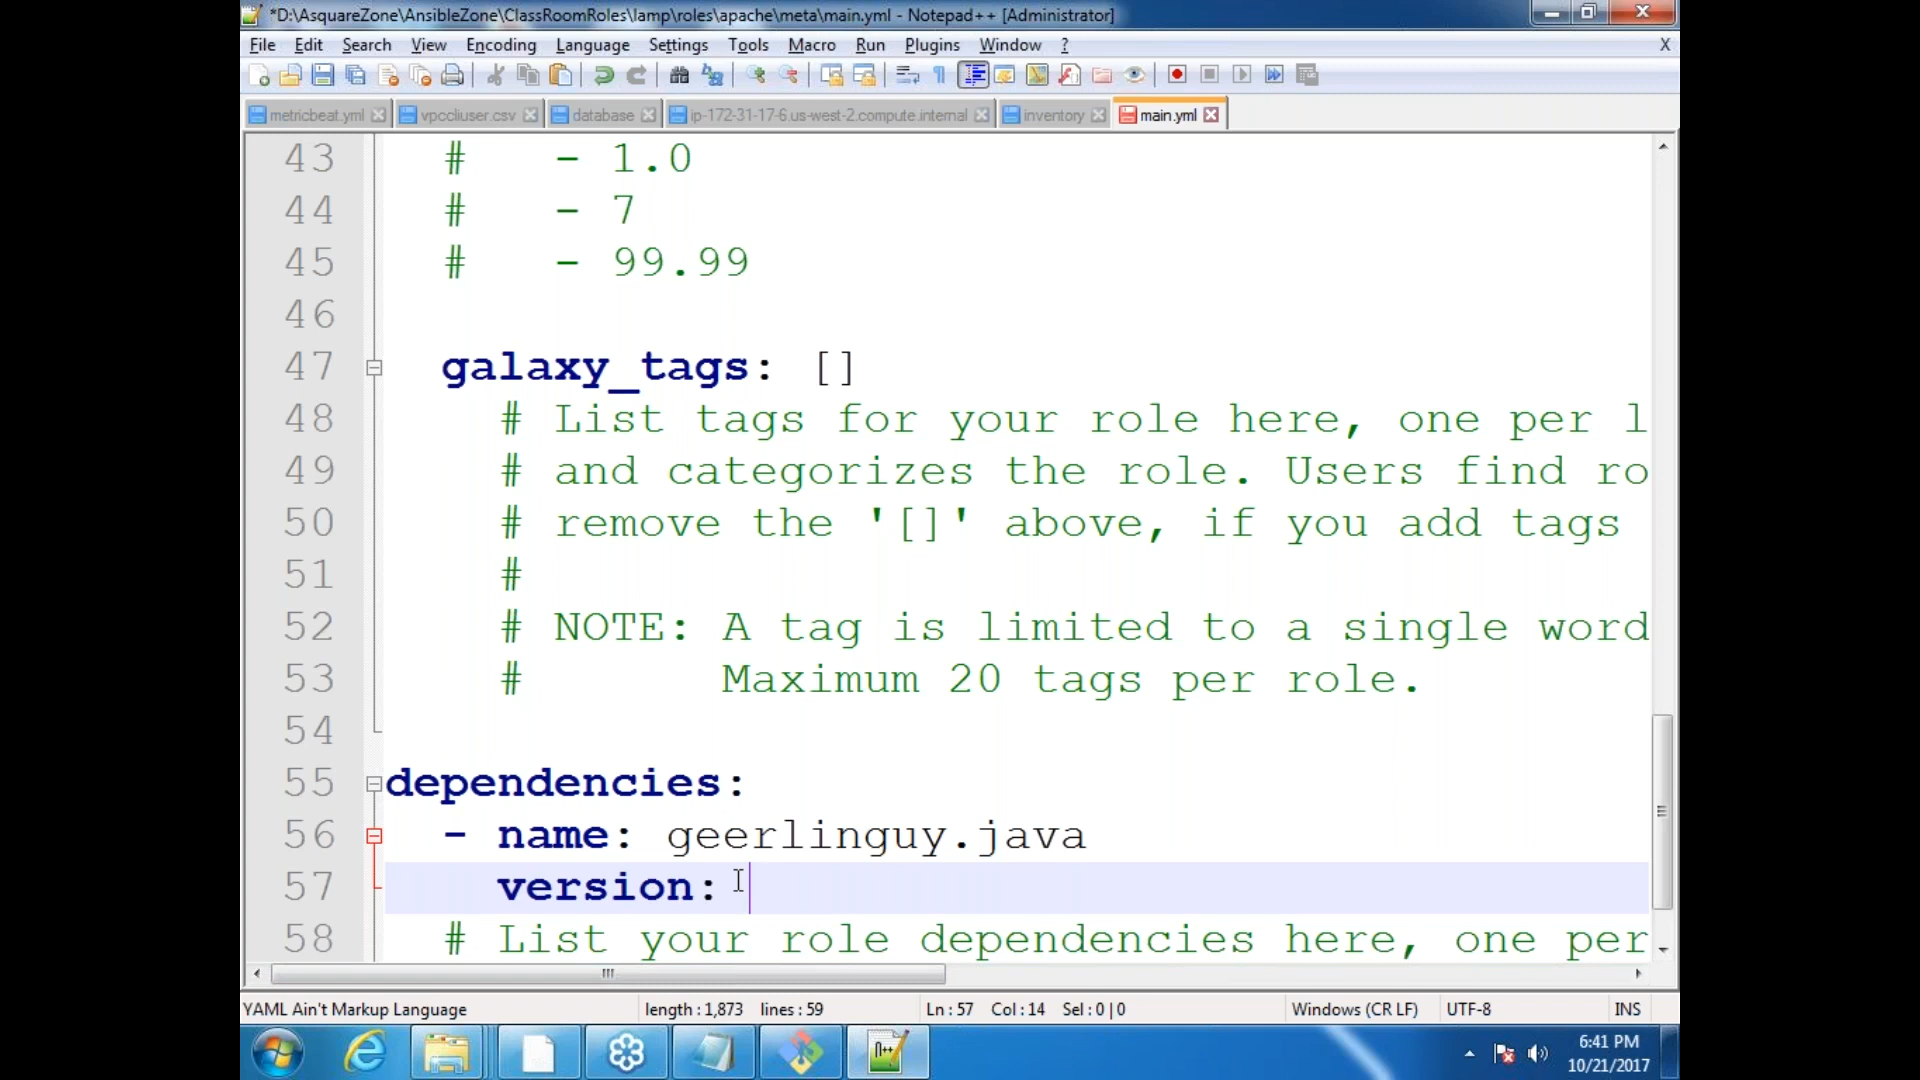 *D:\AsquareZone\AnsibleZone\ClassRoomRoles\lamp\roles\apache\meta\main.yml - Notepad++ [Administrator]
File Edit Search View Encoding Language Settings Tools Macro Run Plugins Window ? X
metricbeat.yml vpccliuser.csv database ip-172-31-17-6.us-west-2.compute.internal inventory main.yml
43 # - 1.0
44 # - 7
45 # - 99.99
46
47 galaxy_tags: []
48 # List tags for your role here, one per l
49 # and categorizes the role. Users find ro
50 # remove the '[]' above, if you add tags
51 #
52 # NOTE: A tag is limited to a single word
53 # Maximum 20 tags per role.
54
55 dependencies:
56 - name: geerlinguy.java
57 version:
58 # List your role dependencies here, one per
YAML Ain't Markup Language length : 1,873 lines : 59 Ln : 57 Col : 14 Sel : 0 | 0 Windows (CR LF) UTF-8 INS
6:41 PM
10/21/2017